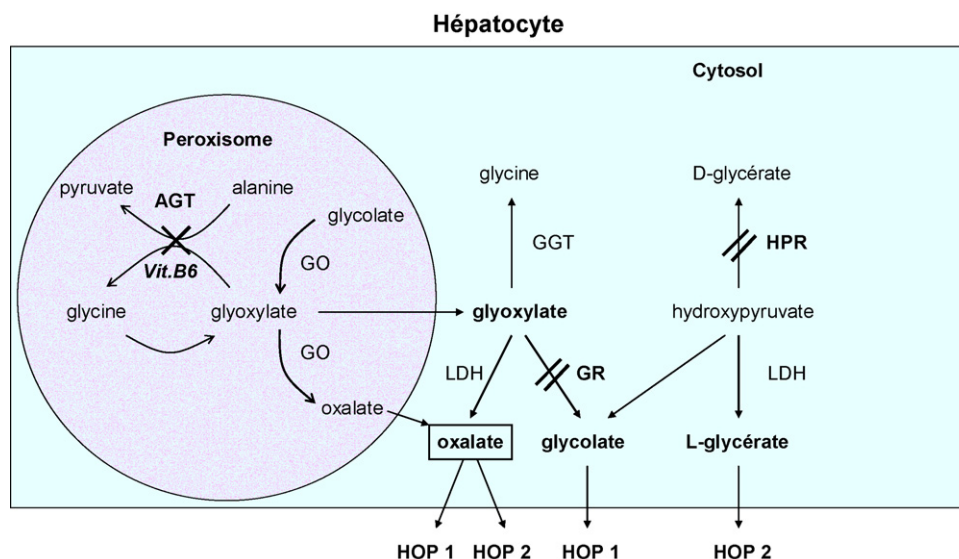 Hépatocyte
Cytosol
Peroxisome
pyruvate
AGT
alanine
glycolate
glycine
D-glycérate
GO
GGT
HPR
Vit.B6
glycine
glyoxylate
glyoxylate
hydroxypyruvate
GO
LDH
GR
LDH
oxalate
oxalate
glycolate
L-glycérate
HOP 1
HOP 2
HOP 1
HOP 2